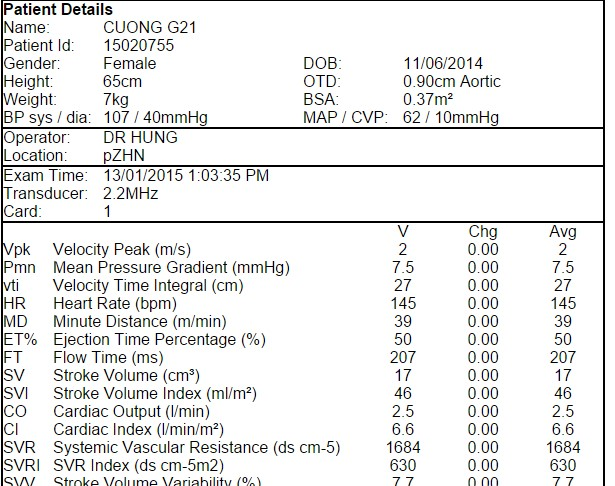 Patient Details
Name: CUONG G21
Patient Id: 15020755
Gender: Female DOB: 11/06/2014
Height: 65cm OTD: 0.90cm Aortic
Weight: 7kg BSA: 0.37m²
BP sys / dia: 107 / 40mmHg MAP / CVP: 62 / 10mmHg
Operator: DR HUNG
Location: pZHN
Exam Time: 13/01/2015 1:03:35 PM
Transducer: 2.2MHz
Card: 1
V Chg Avg
Vpk Velocity Peak (m/s) 2 0.00 2
Pmn Mean Pressure Gradient (mmHg) 7.5 0.00 7.5
vti Velocity Time Integral (cm) 27 0.00 27
HR Heart Rate (bpm) 145 0.00 145
MD Minute Distance (m/min) 39 0.00 39
ET% Ejection Time Percentage (%) 50 0.00 50
FT Flow Time (ms) 207 0.00 207
SV Stroke Volume (cm³) 17 0.00 17
SVI Stroke Volume Index (ml/m²) 46 0.00 46
CO Cardiac Output (l/min) 2.5 0.00 2.5
CI Cardiac Index (l/min/m²) 6.6 0.00 6.6
SVR Systemic Vascular Resistance (ds cm-5) 1684 0.00 1684
SVRI SVR Index (ds cm-5m2) 630 0.00 630
SVV Stroke Volume Variability (%) 7.7 0.00 7.7